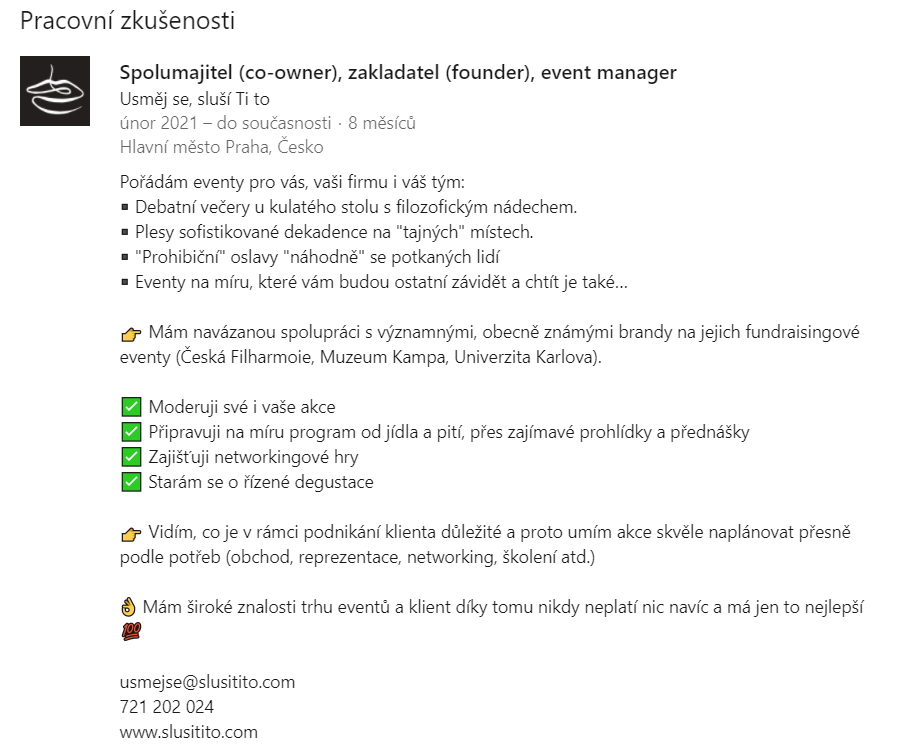 Pracovní zkušenosti
Spolumajitel (co-owner), zakladatel (founder), event manager
Usměj se, sluší Ti to
únor 2021 – do současnosti · 8 měsíců
Hlavní město Praha, Česko
Pořádám eventy pro vás, vaši firmu i váš tým:
▪ Debatní večery u kulatého stolu s filozofickým nádechem.
▪ Plesy sofistikované dekadence na "tajných" místech.
▪ "Prohibiční" oslavy "náhodně" se potkaných lidí
▪ Eventy na míru, které vám budou ostatní závidět a chtít je také...
👉 Mám navázanou spolupráci s významnými, obecně známými brandy na jejich fundraisingové
eventy (Česká Filharmoie, Muzeum Kampa, Univerzita Karlova).
✅ Moderuji své i vaše akce
✅ Připravuji na míru program od jídla a pití, přes zajímavé prohlídky a přednášky
✅ Zajišťuji networkingové hry
✅ Starám se o řízené degustace
👉 Vidím, co je v rámci podnikání klienta důležité a proto umím akce skvěle naplánovat přesně
podle potřeb (obchod, reprezentace, networking, školení atd.)
👌 Mám široké znalosti trhu eventů a klient díky tomu nikdy neplatí nic navíc a má jen to nejlepší
💯
usmejse@slusitito.com
721 202 024
www.slusitito.com